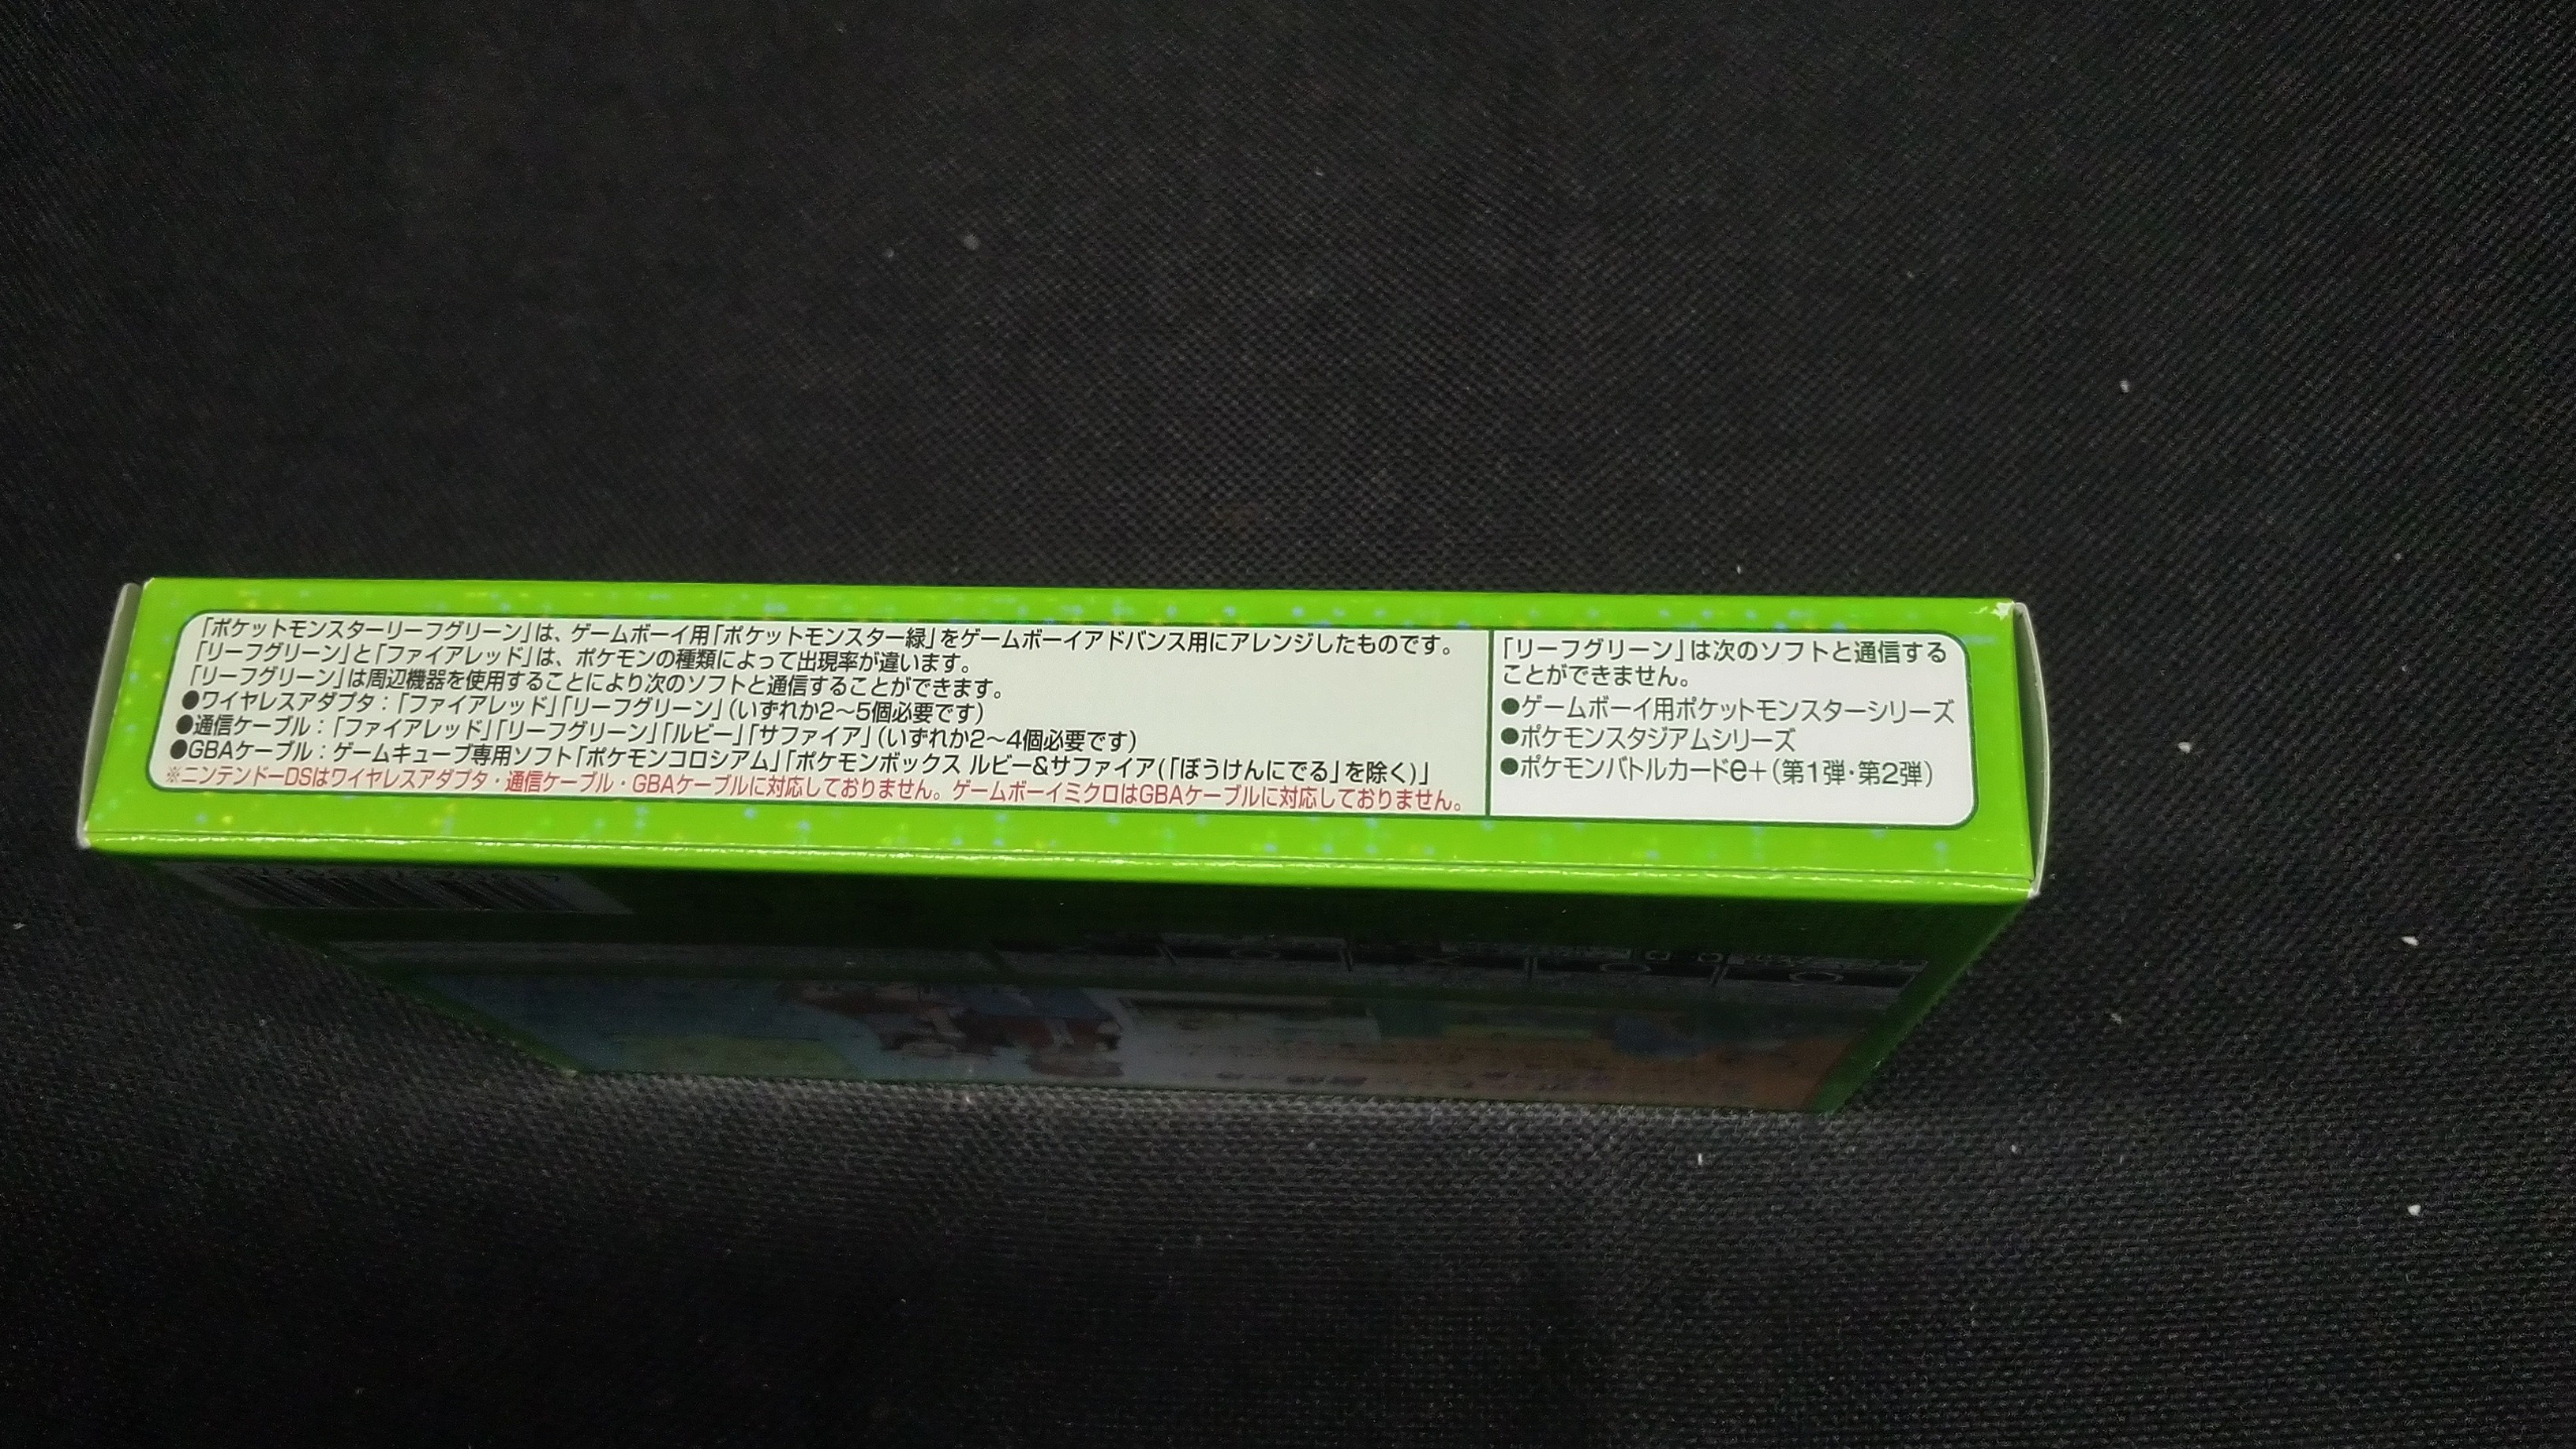 「ポケットモンスターリーフグリーン」は、ゲームボーイ用「ポケットモンスター緑」をゲームボーイアドバンス用にアレンジしたものです。
「リーフグリーン」と「ファイアレッド」は、ポケモンの種類によって出現率が違います。
「リーフグリーン」は周辺機器を使用することにより次のソフトと通信することができます。
●ワイヤレスアダプタ：「ファイアレッド」「リーフグリーン」（いずれか2〜5個必要です）
●通信ケーブル：「ファイアレッド」「リーフグリーン」「ルビー」「サファイア」（いずれか2〜4個必要です）
●GBAケーブル：ゲームキューブ専用ソフト「ポケモンコロシアム」「ポケモンボックス ルビー&サファイア(「ぼうけんにでる」を除く)」
※ニンテンドーDSはワイヤレスアダプタ・通信ケーブル・GBAケーブルに対応しておりません。ゲームボーイミクロはGBAケーブルに対応しておりません。
「リーフグリーン」は次のソフトと通信する
ことができません。
●ゲームボーイ用ポケットモンスターシリーズ
●ポケモンスタジアムシリーズ
●ポケモンバトルカードe+（第1弾・第2弾）